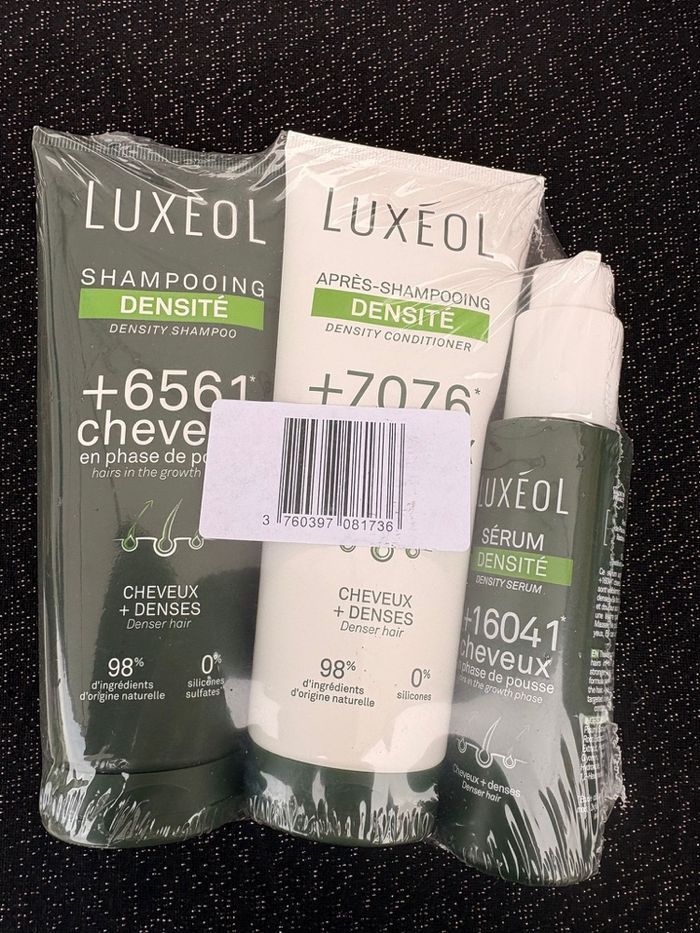 LUXÉOL
SHAMPOOING
DENSITÉ
DENSITY SHAMPOO
+6561*
en phase de
hairs in the growth
CHEVEUX
+ DENSES
Denser hair
98%
d'ingrédients
d'origine naturelle
0%
silicones
sulfates*
LUXÉOL
APRÈS-SHAMPOOING
DENSITÉ
DENSITY CONDITIONER
+7076*
3 760397 081736
CHEVEUX
+ DENSES
Denser hair
98%
d'ingrédients
d'origine naturelle
0%
silicones
LUXÉOL
SÉRUM
DENSITÉ
DENSITY SERUM
+16041*
cheveux
en phase de pousse
hairs in the growth phase
Cheveux + denses
Denser hair